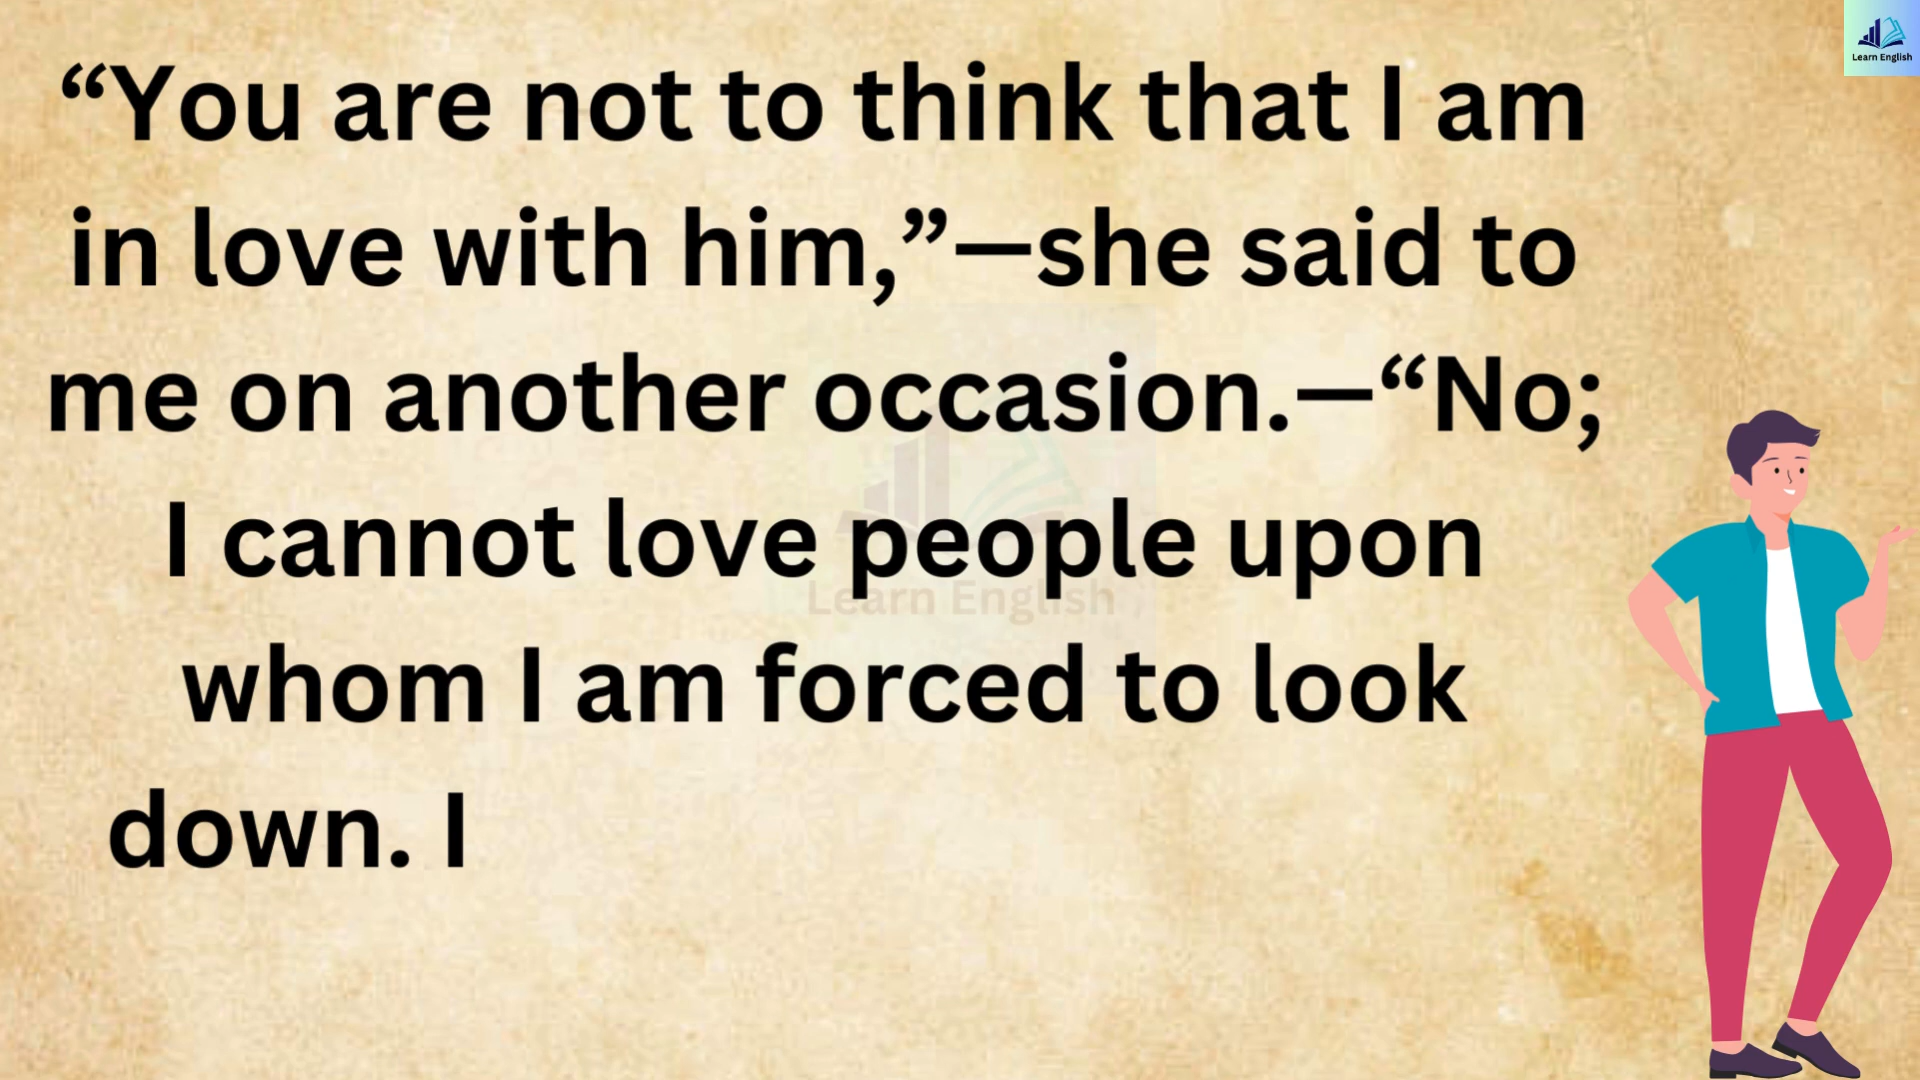 “You are not to think that I am
in love with him,”—she said to
me on another occasion.—“No;
I cannot love people upon
whom I am forced to look
down. I
Learn English
Learn English